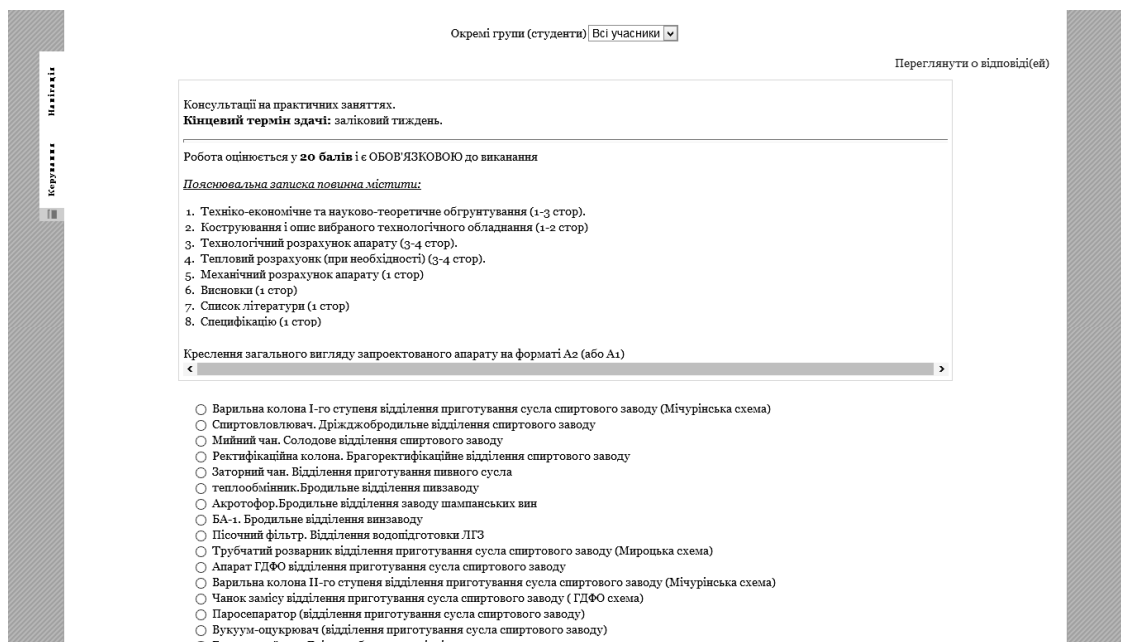 Окремі групи (студенти) Всі учасники
Навігація
Переглянути 0 відповіді(ей)
Консультації на практичних заняттях.
Кінцевий термін здачі: заліковий тиждень.
Керування
Робота оцінюється у 20 балів і є ОБОВ'ЯЗКОВОЮ до виканання
Пояснювальна записка повинна містити:
1. Техніко-економічне та науково-теоретичне обгрунтування (1-3 стор).
2. Коструювання і опис вибраного технологічного обладнання (1-2 стор)
3. Технологічний розрахунок апарату (3-4 стор).
4. Тепловий розрахуонк (при необхідності) (3-4 стор).
5. Механічний розрахунок апарату (1 стор)
6. Висновки (1 стор)
7. Список літератури (1 стор)
8. Специфікацію (1 стор)
Креслення загального вигляду запроектованого апарату на форматі А2 (або А1)
Варильна колона І-го ступеня відділення приготування сусла спиртового заводу (Мічурінська схема)
Спиртовловлювач. Дріжджобродильне відділення спиртового заводу
Мийний чан. Солодове відділення спиртового заводу
Ректифікаційна колона. Брагоректифікаційне відділення спиртового заводу
Заторний чан. Відділення приготування пивного сусла
теплообмінник.Бродильне відділення пивзаводу
Акротофор.Бродильне відділення заводу шампанських вин
БА-1. Бродильне відділення винзаводу
Пісочний фільтр. Відділення водопідготовки ЛГЗ
Трубчатий розварник відділення приготування сусла спиртового заводу (Мироцька схема)
Апарат ГДФО відділення приготування сусла спиртового заводу
Варильна колона ІІ-го ступеня відділення приготування сусла спиртового заводу (Мічурінська схема)
Чанок замісу відділення приготування сусла спиртового заводу ( ГДФО схема)
Паросепаратор (відділення приготування сусла спиртового заводу)
Вукуум-оцукрювач (відділення приготування сусла спиртового заводу)